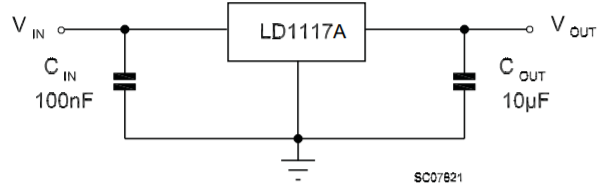 V IN
LD1117A
V OUT
C IN
100nF
C OUT
10µF
SC07821